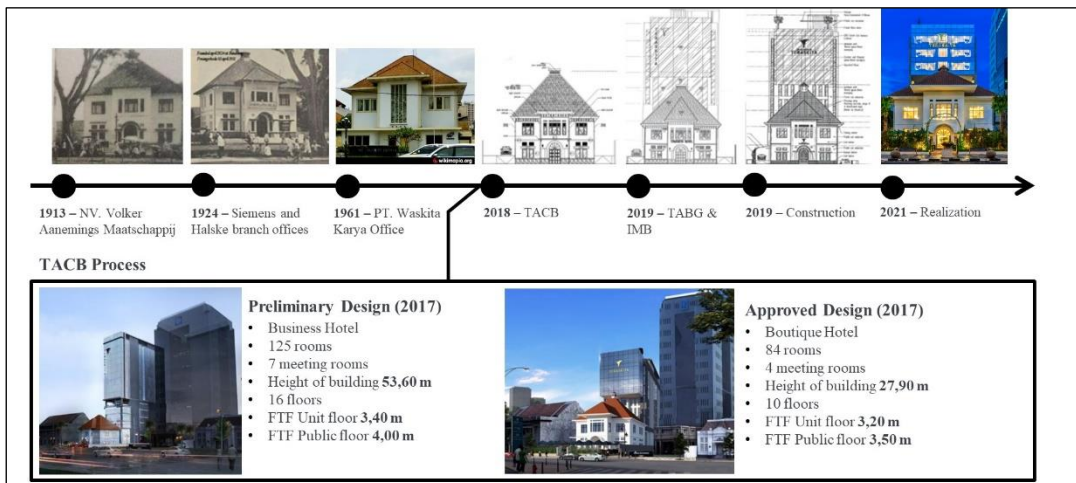 wikimapia.org
1913 – NV. Volker
Aanemings Maatschappij
1924 – Siemens and
Halske branch offices
1961 – PT. Waskita
Karya Office
2018 – TACB
2019 – TABG &
IMB
2019 – Construction
2021 – Realization
TACB Process
Preliminary Design (2017)
• Business Hotel
• 125 rooms
• 7 meeting rooms
• Height of building 53,60 m
• 16 floors
• FTF Unit floor 3,40 m
• FTF Public floor 4,00 m
Approved Design (2017)
• Boutique Hotel
• 84 rooms
• 4 meeting rooms
• Height of building 27,90 m
• 10 floors
• FTF Unit floor 3,20 m
• FTF Public floor 3,50 m